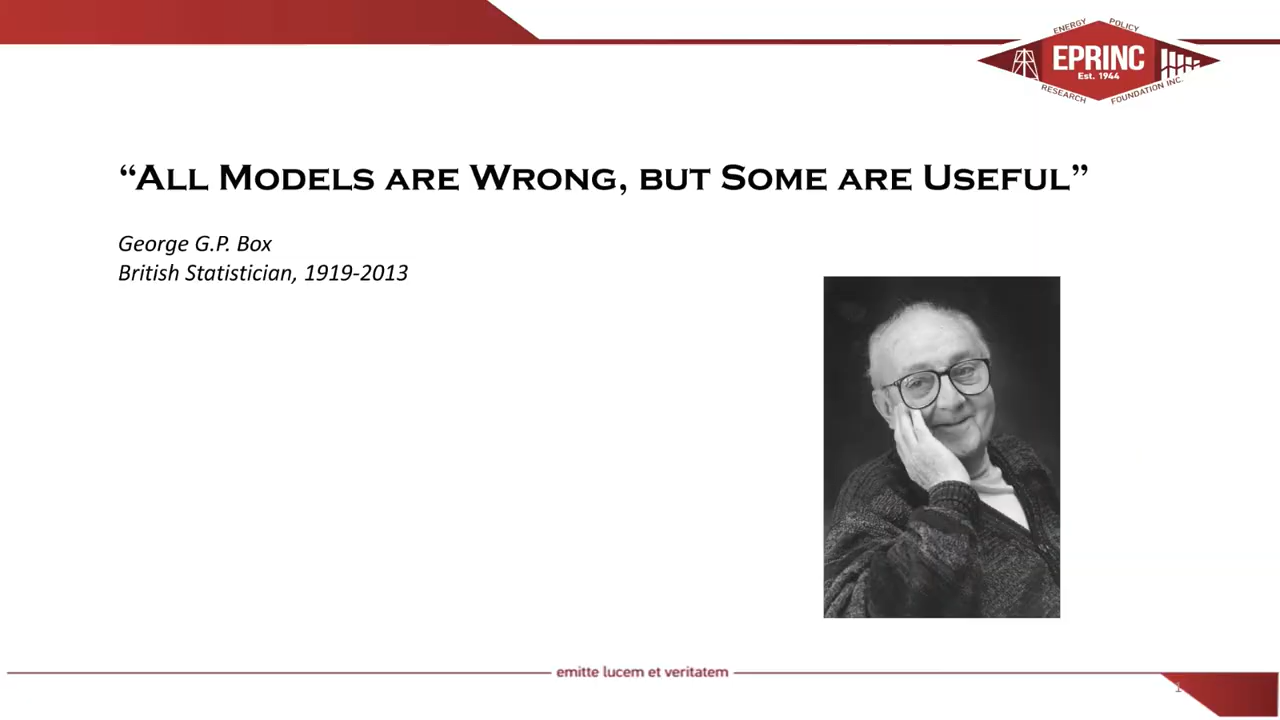 ENERGY POLICY
EPRINC
Est. 1944
RESEARCH FOUNDATION INC.
“All Models are Wrong, but Some are Useful”
George G.P. Box
British Statistician, 1919-2013
emitte lucem et veritatem
1